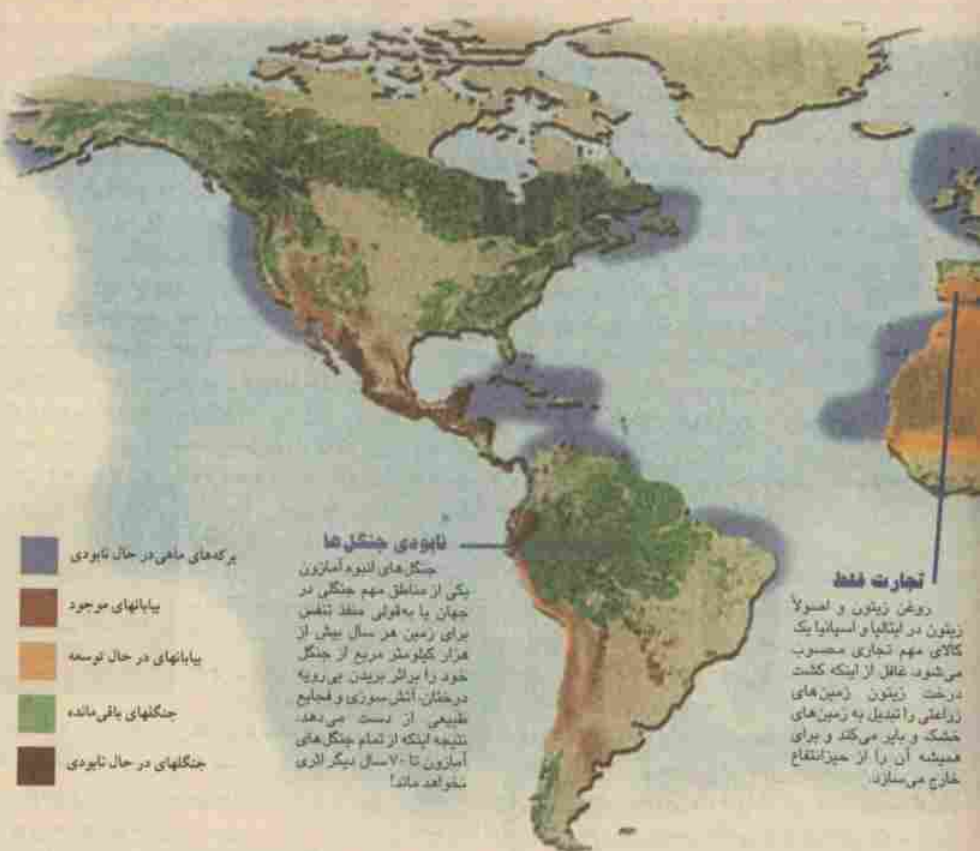 برکه‌های ماهی در حال نابودی
بیابانهای موجود
بیابانهای در حال توسعه
جنگلهای باقی‌مانده
جنگلهای در حال نابودی
نابودی جنگل‌ها
جنگل‌های انبوه آمازون
یکی از مناطق مهم جنگلی در
جهان یا به‌قولی منفذ تنفس
برای زمین هر سال بیش از
هزار کیلومتر مربع از جنگل
خود را براثر بریدن بی‌رویه
درختان، آتش‌سوزی و فجایع
طبیعی از دست می‌دهد.
نتیجه اینکه از تمام جنگل‌های
آمازون تا ۷۰ سال دیگر اثری
نخواهد ماند!
تجارت فقط
روغن زیتون و اصولاً
زیتون در ایتالیا و اسپانیا یک
کالای مهم تجاری محسوب
می‌شود. غافل از اینکه کشت
درخت زیتون زمین‌های
زراعتی را تبدیل به زمین‌های
خشک و بایر می‌کند و برای
همیشه آن را از حیزانتفاع
خارج می‌سازد.